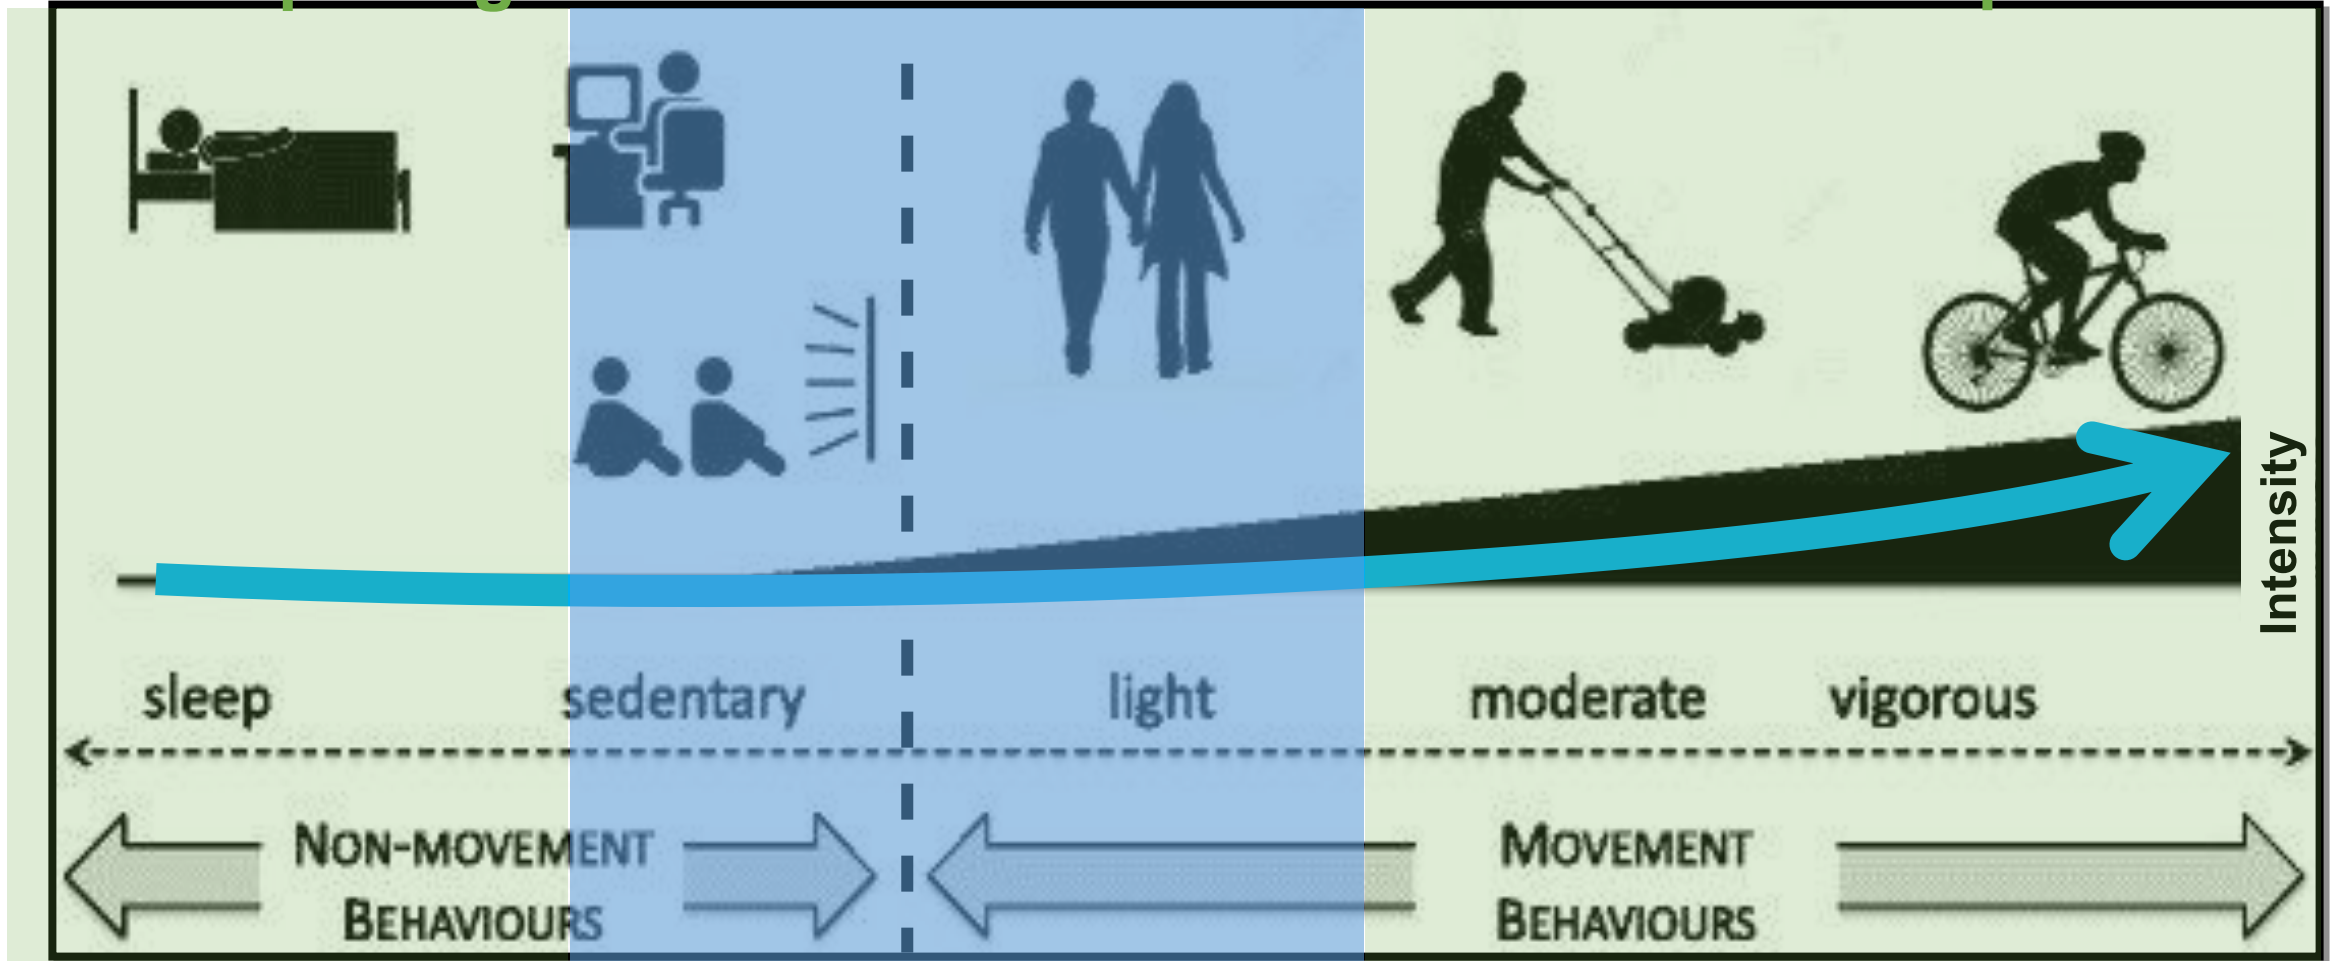 Intensity
sleep sedentary light moderate vigorous
NON-MOVEMENT
BEHAVIOURS
MOVEMENT
BEHAVIOURS